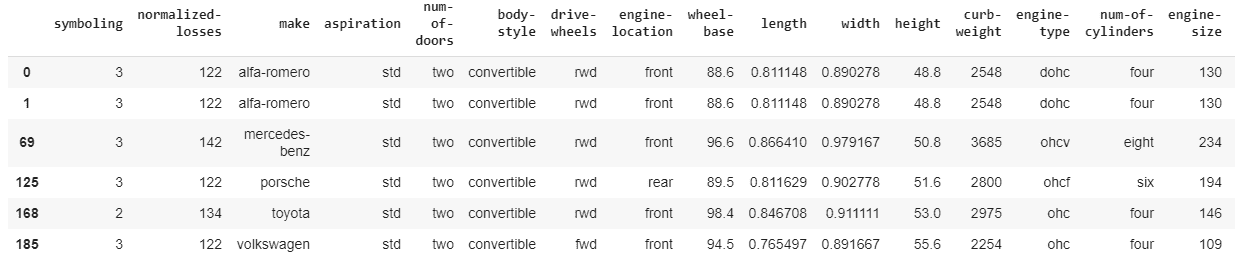 symboling normalized-losses make aspiration num-of-doors body-style drive-wheels engine-location wheel-base length width height curb-weight engine-type num-of-cylinders engine-size
0 3 122 alfa-romero std two convertible rwd front 88.6 0.811148 0.890278 48.8 2548 dohc four 130
1 3 122 alfa-romero std two convertible rwd front 88.6 0.811148 0.890278 48.8 2548 dohc four 130
69 3 142 mercedes-benz std two convertible rwd front 96.6 0.866410 0.979167 50.8 3685 ohcv eight 234
125 3 122 porsche std two convertible rwd rear 89.5 0.811629 0.902778 51.6 2800 ohcf six 194
168 2 134 toyota std two convertible rwd front 98.4 0.846708 0.911111 53.0 2975 ohc four 146
185 3 122 volkswagen std two convertible fwd front 94.5 0.765497 0.891667 55.6 2254 ohc four 109